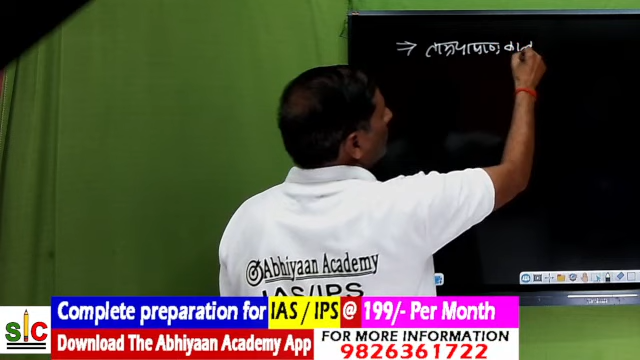 ⇒ ताम्रपाषाण काल
Abhiyaan Academy
IAS/IPS
SIC
Complete preparation for IAS / IPS @ 199/- Per Month
Download The Abhiyaan Academy App
FOR MORE INFORMATION
9826361722